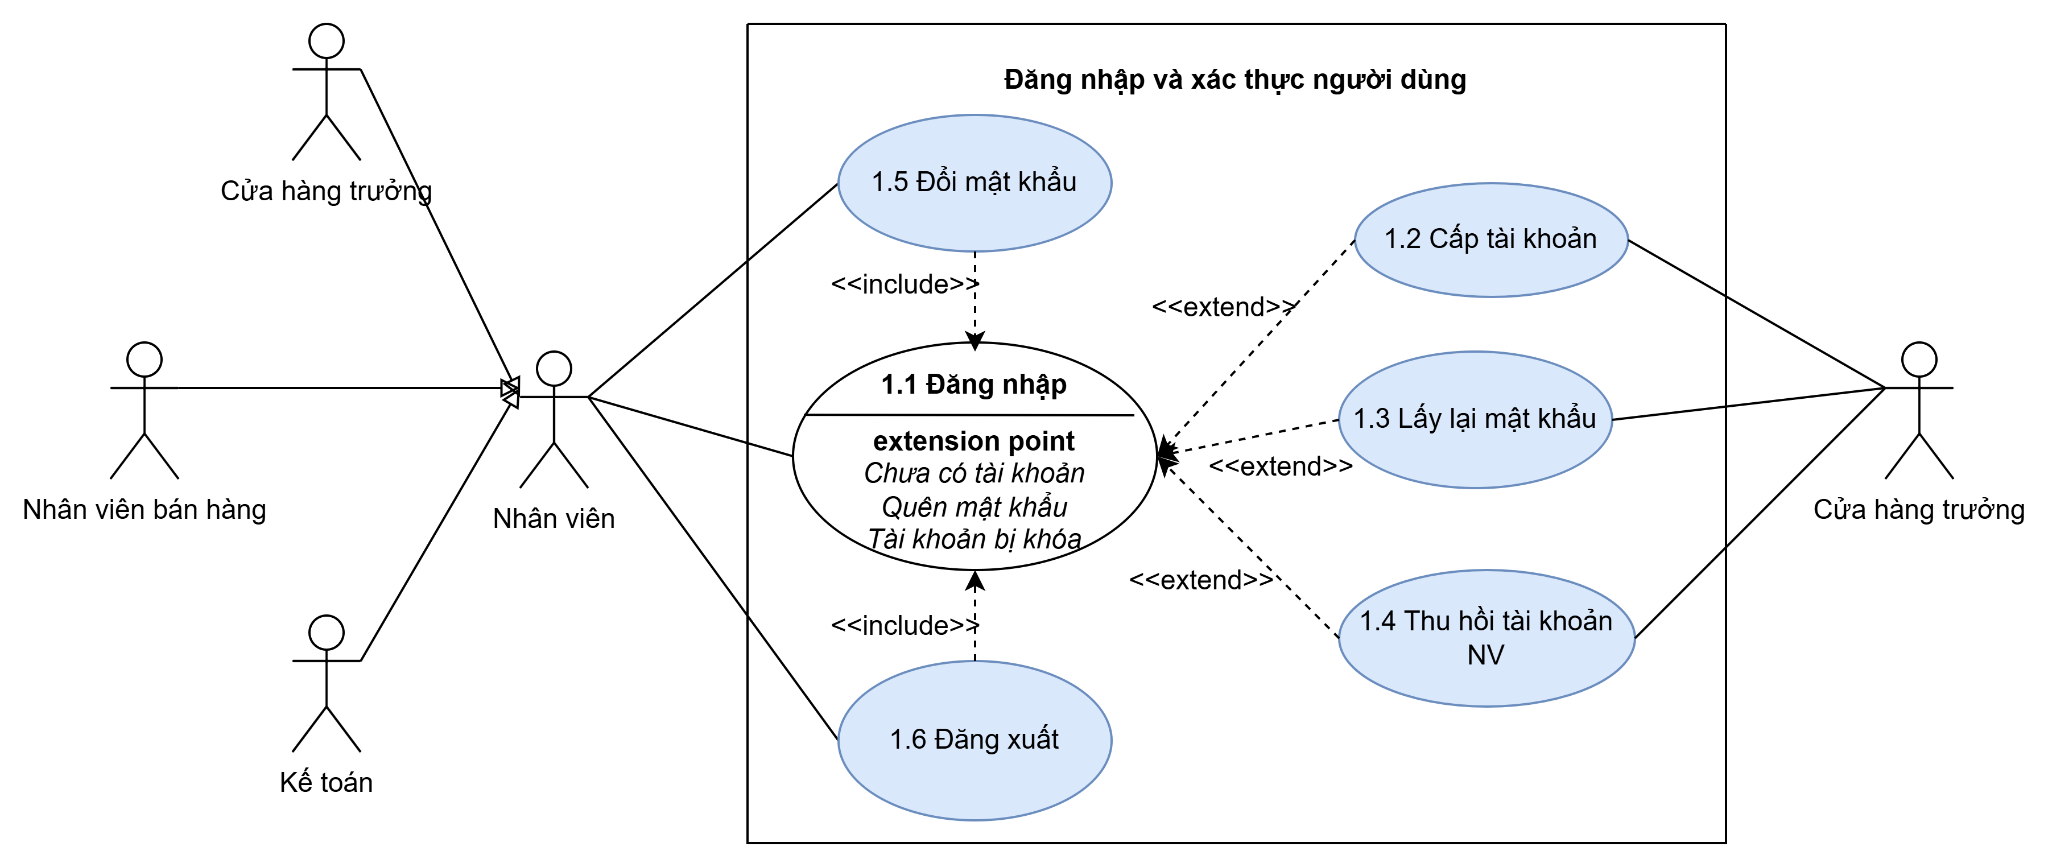 Đăng nhập và xác thực người dùng
Cửa hàng trưởng
Nhân viên bán hàng
Kế toán
Nhân viên
1.5 Đổi mật khẩu
<<include>>
1.1 Đăng nhập
extension point
Chưa có tài khoản
Quên mật khẩu
Tài khoản bị khóa
<<include>>
1.6 Đăng xuất
<<extend>>
<<extend>>
<<extend>>
1.2 Cấp tài khoản
1.3 Lấy lại mật khẩu
1.4 Thu hồi tài khoản
NV
Cửa hàng trưởng